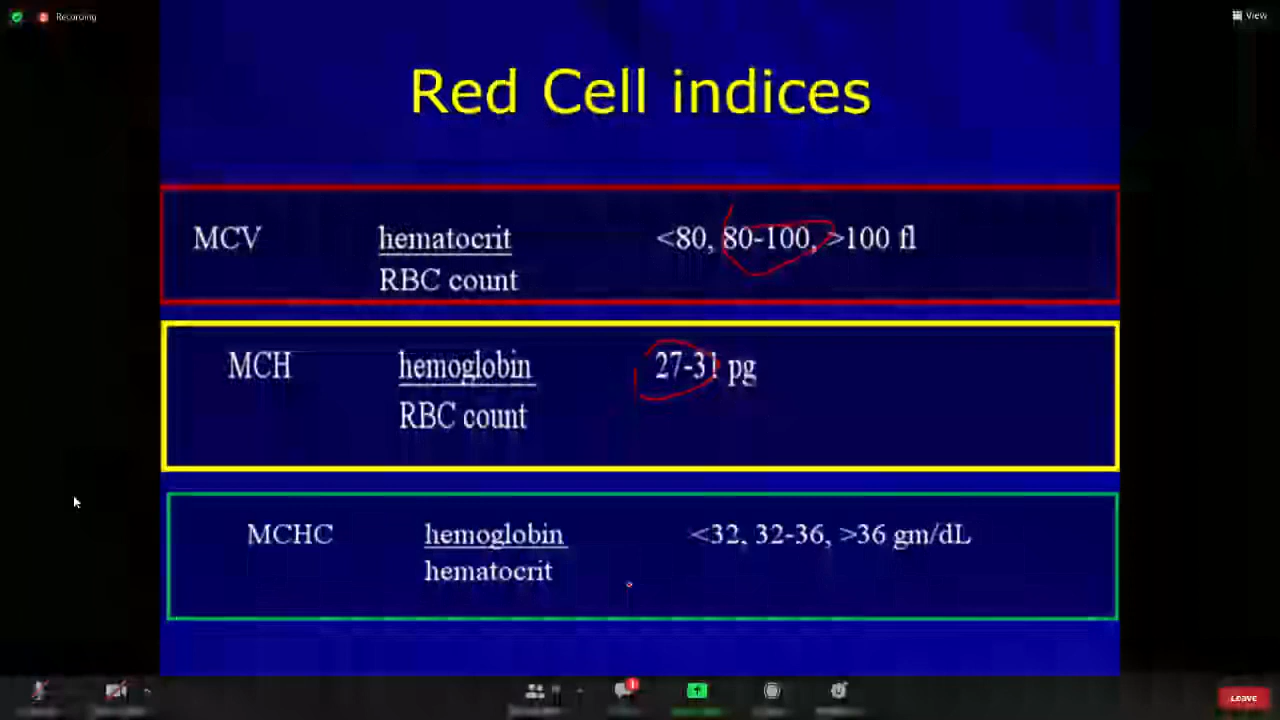 Recording
View
Red Cell indices
MCV hematocrit <80, 80-100, >100 fl
RBC count
MCH hemoglobin 27-31 pg
RBC count
MCHC hemoglobin <32, 32-36, >36 gm/dL
hematocrit
1
Leave